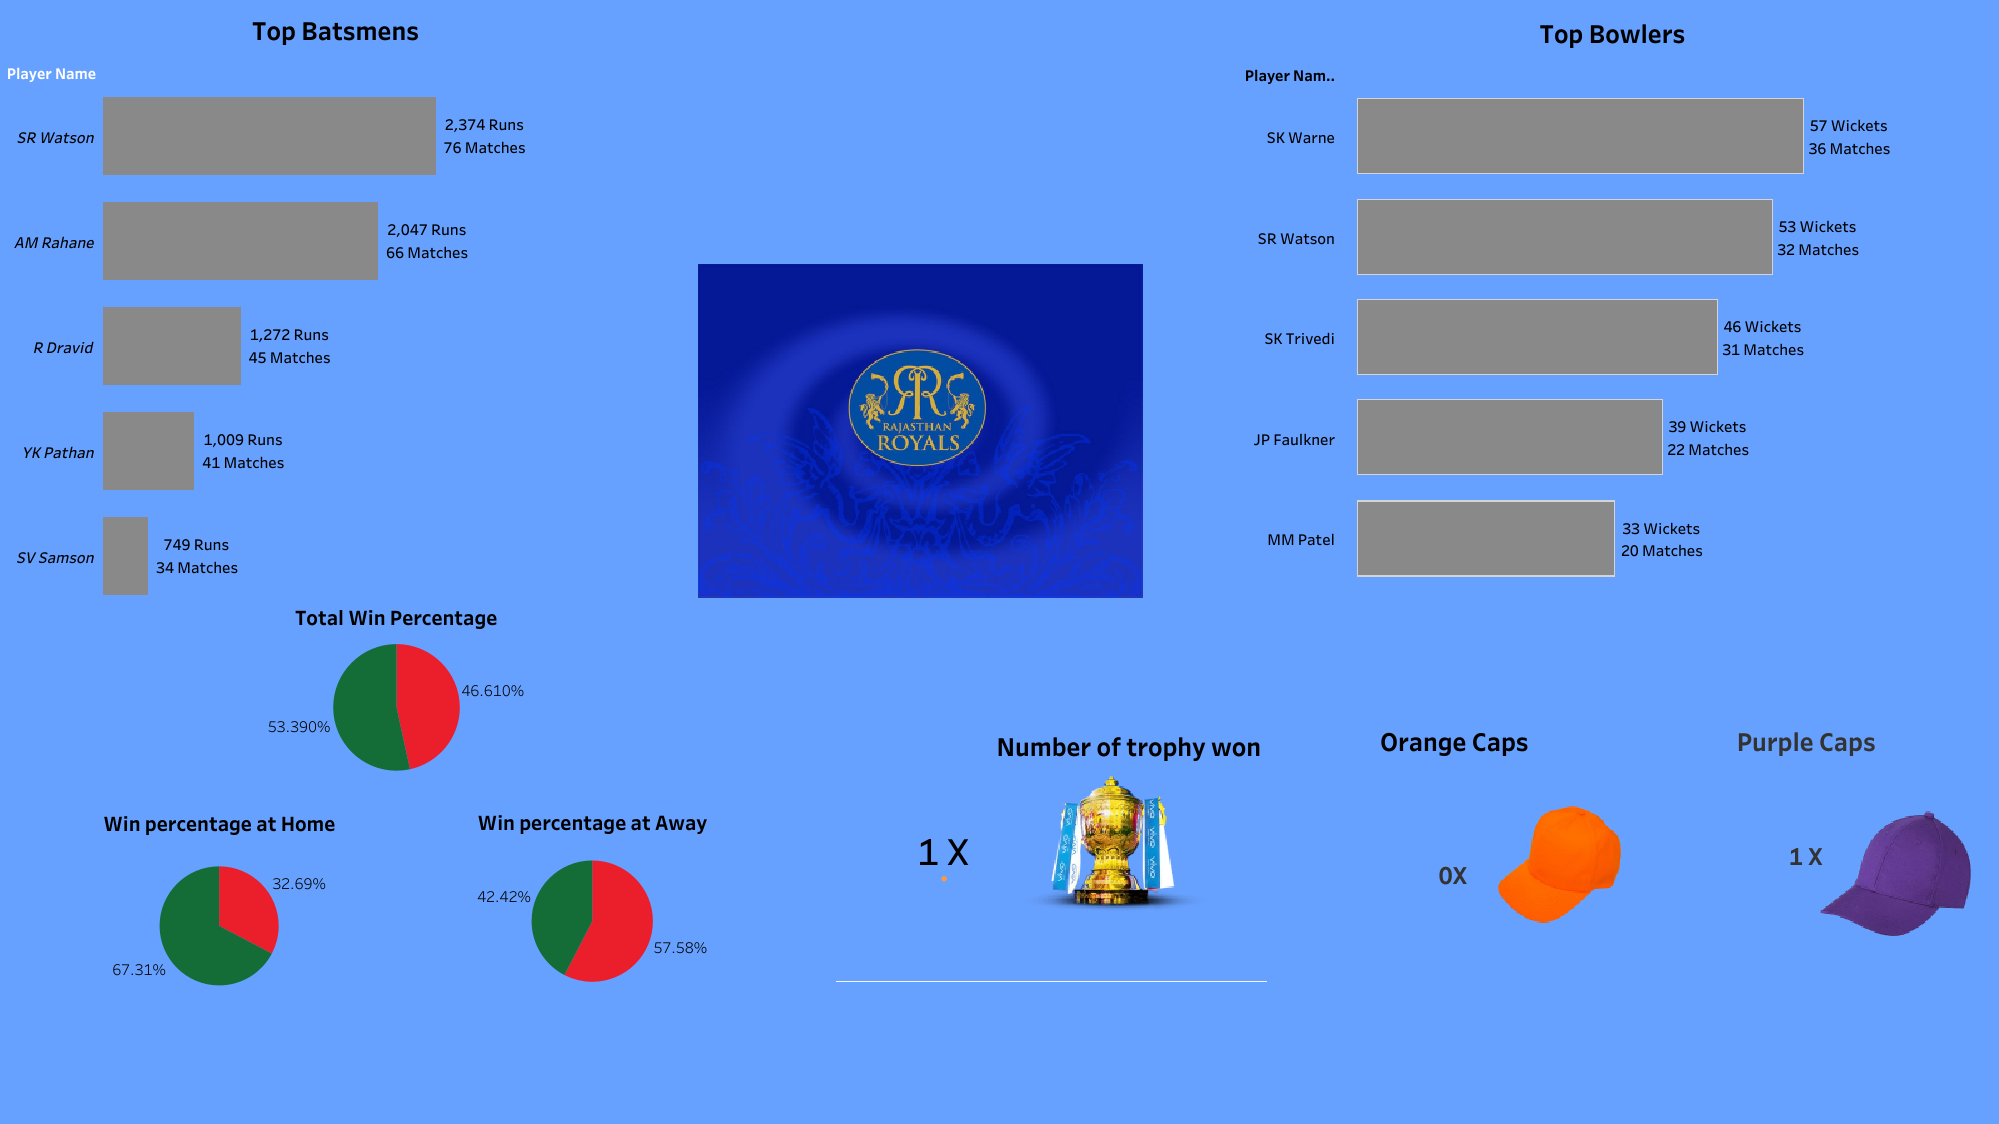 Top Batsmens
Player Name
SR Watson
2,374 Runs
76 Matches
AM Rahane
2,047 Runs
66 Matches
R Dravid
1,272 Runs
45 Matches
YK Pathan
1,009 Runs
41 Matches
SV Samson
749 Runs
34 Matches
RAJASTHAN
ROYALS
Top Bowlers
Player Nam..
SK Warne
57 Wickets
36 Matches
SR Watson
53 Wickets
32 Matches
SK Trivedi
46 Wickets
31 Matches
JP Faulkner
39 Wickets
22 Matches
MM Patel
33 Wickets
20 Matches
Total Win Percentage
46.610%
53.390%
Win percentage at Home
32.69%
67.31%
Win percentage at Away
42.42%
57.58%
Number of trophy won
1 X
Orange Caps
0X
Purple Caps
1 X